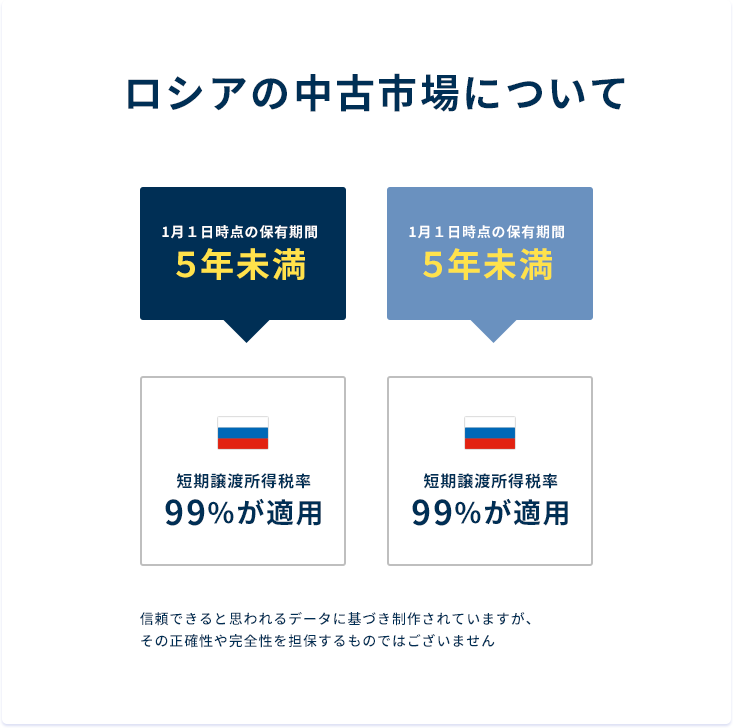 ロシアの中古市場について
1月１日時点の保有期間
５年未満
1月１日時点の保有期間
５年未満
短期譲渡所得税率
99%が適用
短期譲渡所得税率
99%が適用
信頼できると思われるデータに基づき制作されていますが、
その正確性や完全性を担保するものではございません